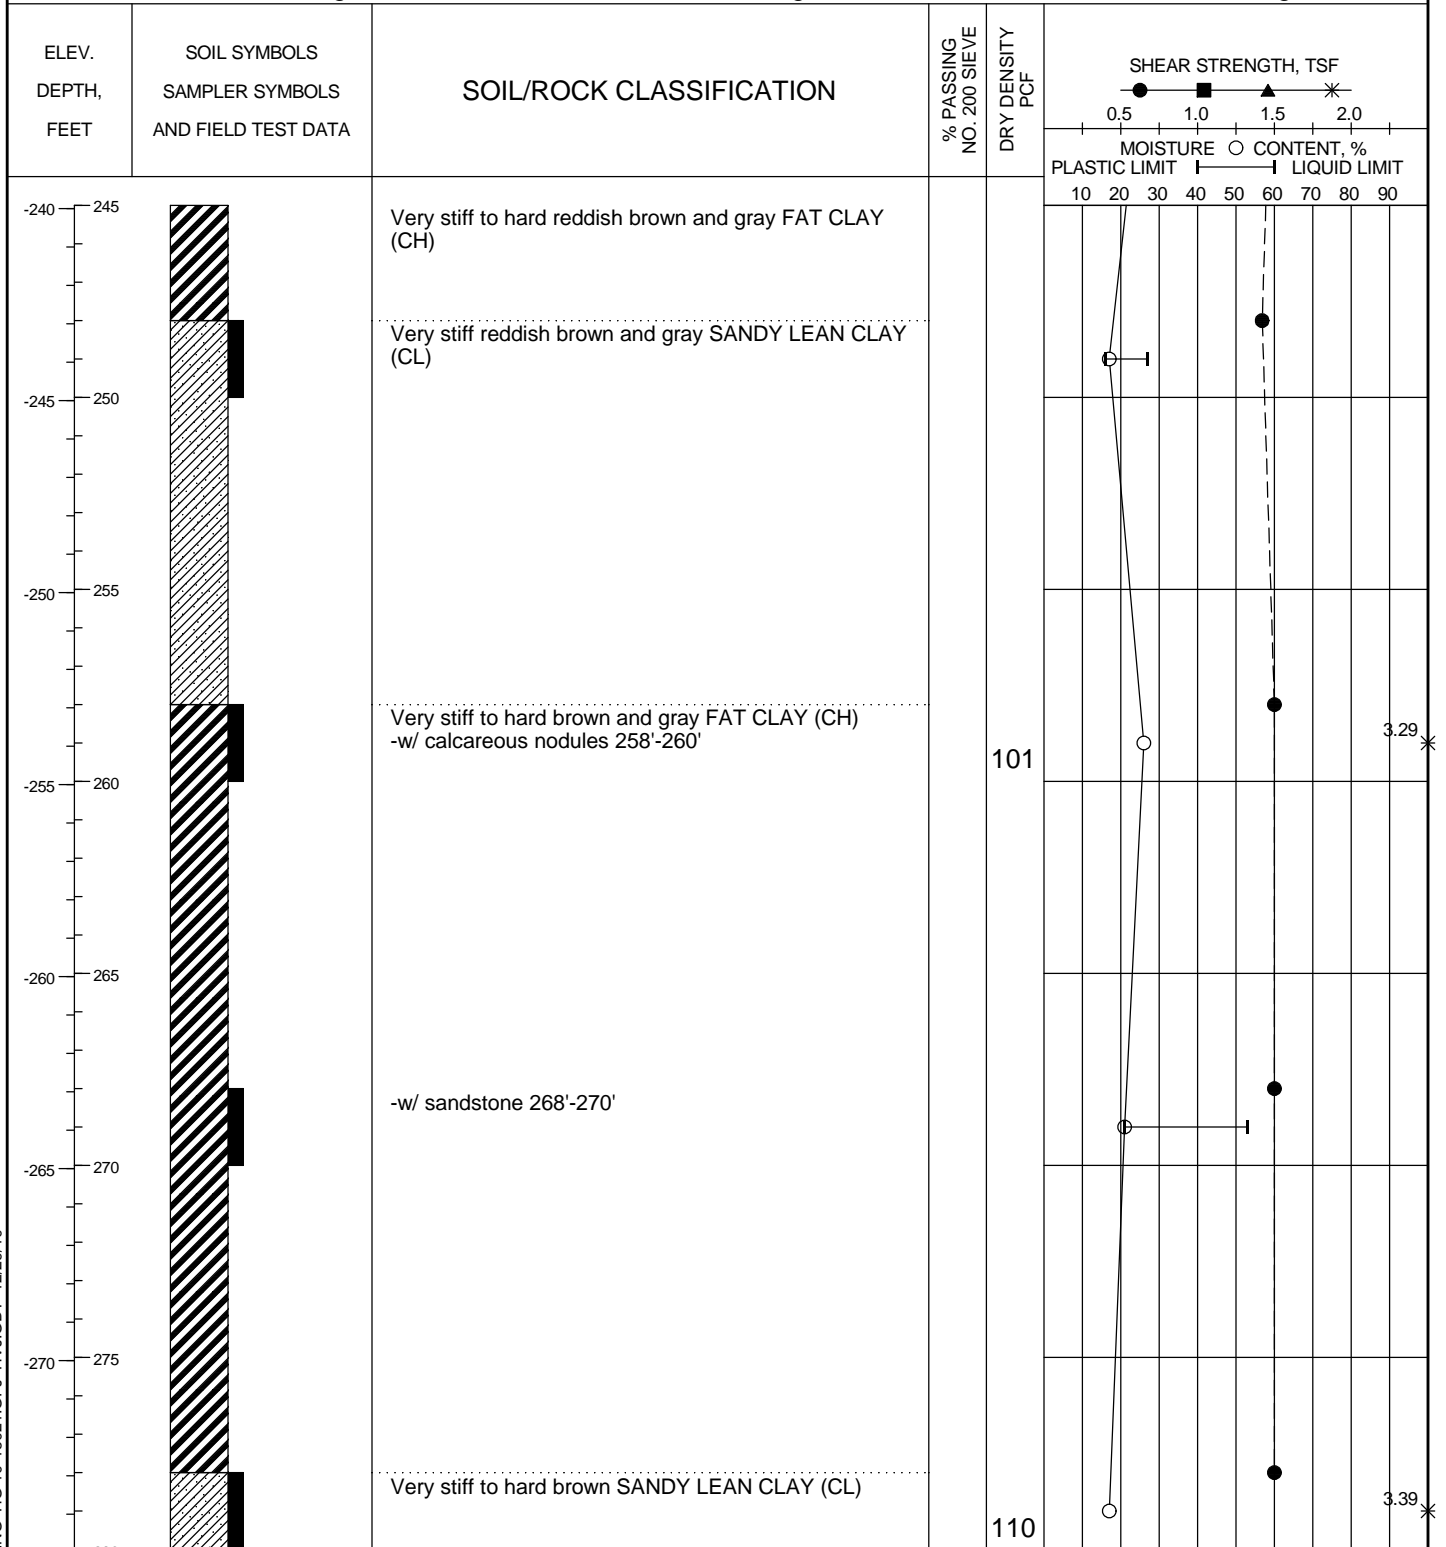 ELEV.
DEPTH,
FEET
SOIL SYMBOLS
SAMPLER SYMBOLS
AND FIELD TEST DATA
SOIL/ROCK CLASSIFICATION
% PASSING
NO. 200 SIEVE
DRY DENSITY
PCF
SHEAR STRENGTH, TSF
0.5 1.0 1.5 2.0
MOISTURE CONTENT, %
PLASTIC LIMIT LIQUID LIMIT
10 20 30 40 50 60 70 80 90
-240 245
Very stiff to hard reddish brown and gray FAT CLAY
(CH)
Very stiff reddish brown and gray SANDY LEAN CLAY
(CL)
-245 250
-250 255
Very stiff to hard brown and gray FAT CLAY (CH)
-w/ calcareous nodules 258'-260'
3.29
101
-255 260
-260 265
-w/ sandstone 268'-270'
-265 270
-270 275
Very stiff to hard brown SANDY LEAN CLAY (CL)
3.39
110